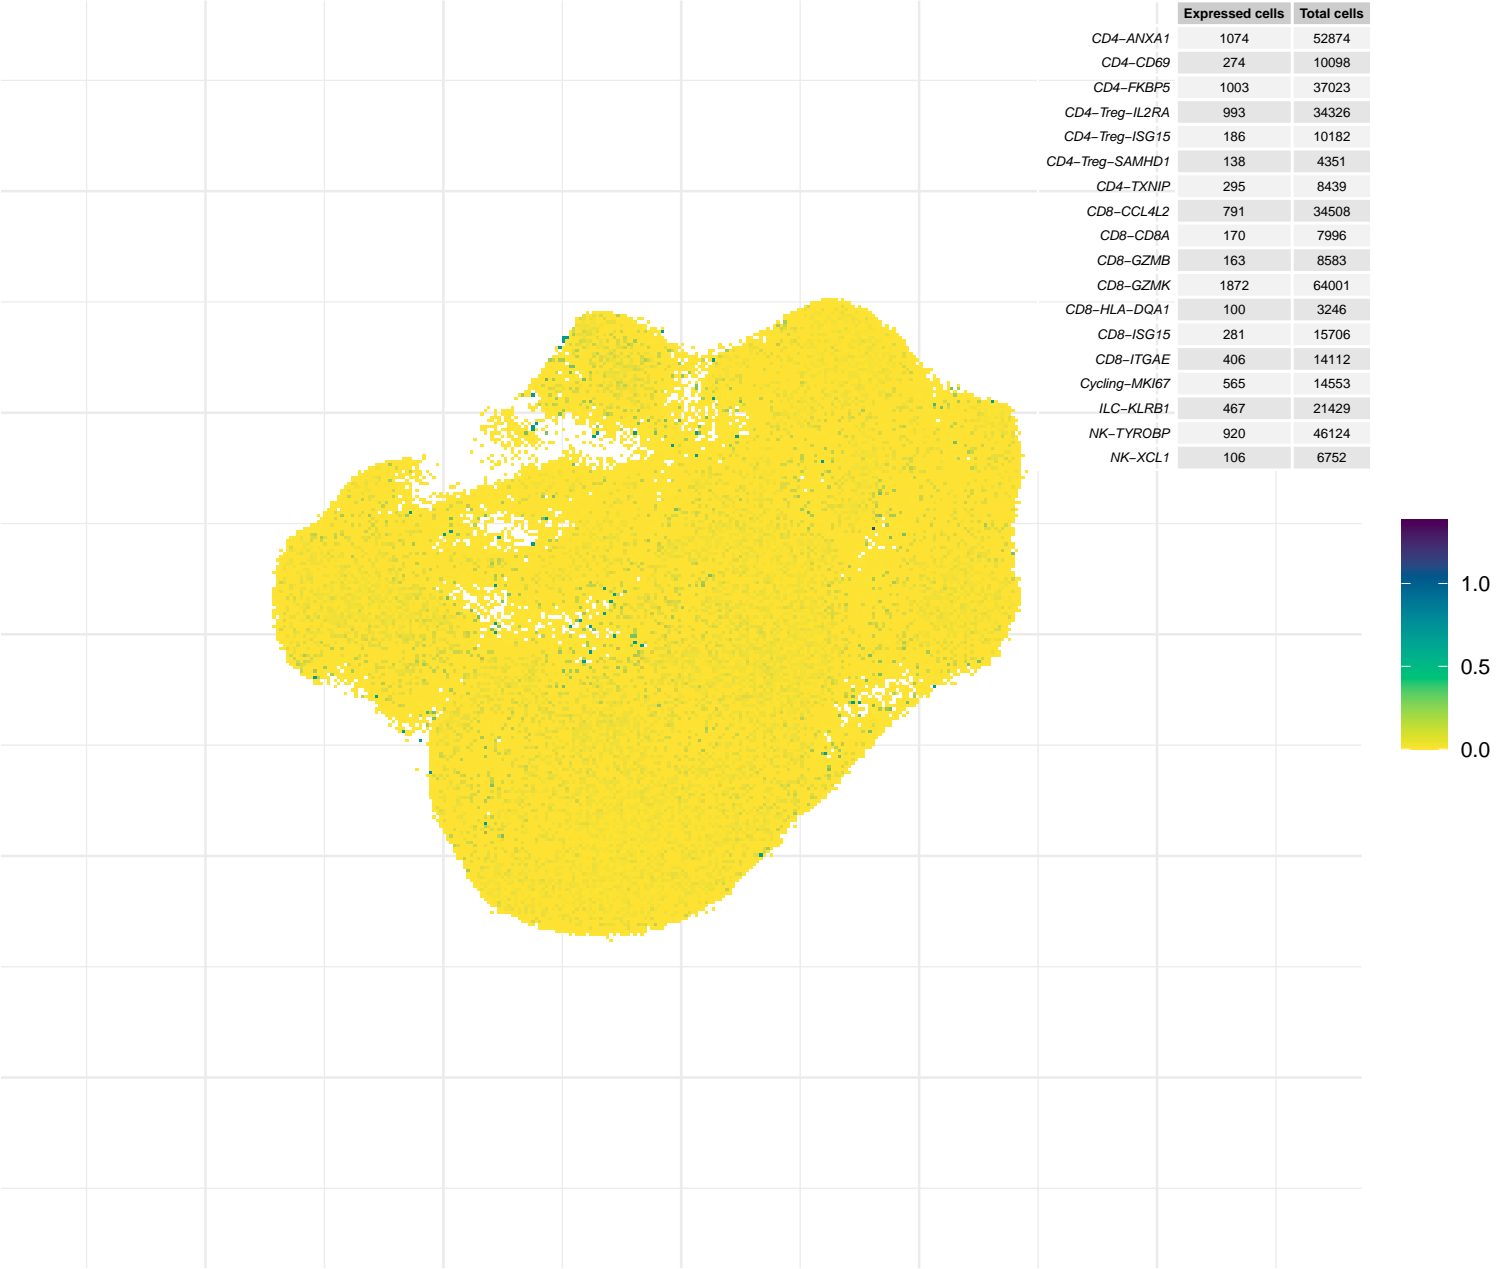 Expressed cells Total cells
CD4−ANXA1 1074 52874
CD4−CD69 274 10098
CD4−FKBP5 1003 37023
CD4−Treg−IL2RA 993 34326
CD4−Treg−ISG15 186 10182
CD4−Treg−SAMHD1 138 4351
CD4−TXNIP 295 8439
CD8−CCL4L2 791 34508
CD8−CD8A 170 7996
CD8−GZMB 163 8583
CD8−GZMK 1872 64001
CD8−HLA−DQA1 100 3246
CD8−ISG15 281 15706
CD8−ITGAE 406 14112
Cycling−MKI67 565 14553
ILC−KLRB1 467 21429
NK−TYROBP 920 46124
NK−XCL1 106 6752
1.0
0.5
0.0